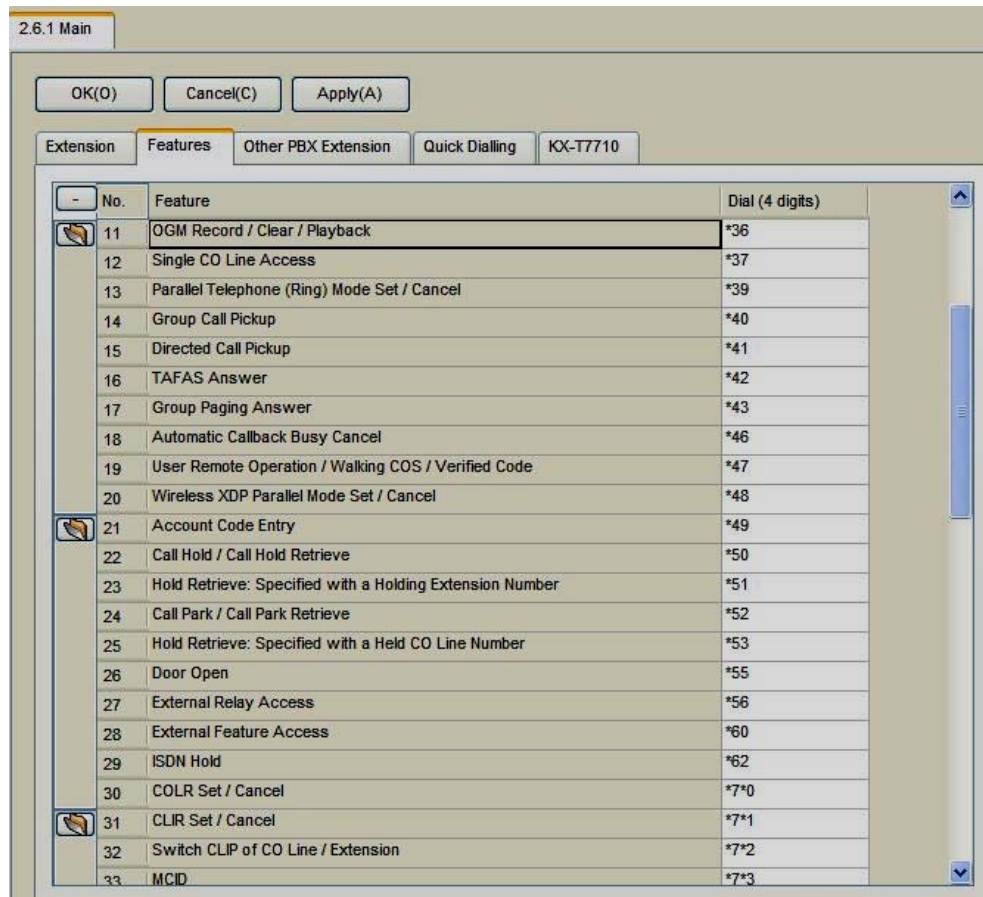 2.6.1 Main
OK(O) Cancel(C) Apply(A)
Extension Features Other PBX Extension Quick Dialling KX-T7710
- No. Feature Dial (4 digits)
11 OGM Record / Clear / Playback *36
12 Single CO Line Access *37
13 Parallel Telephone (Ring) Mode Set / Cancel *39
14 Group Call Pickup *40
15 Directed Call Pickup *41
16 TAFAS Answer *42
17 Group Paging Answer *43
18 Automatic Callback Busy Cancel *46
19 User Remote Operation / Walking COS / Verified Code *47
20 Wireless XDP Parallel Mode Set / Cancel *48
21 Account Code Entry *49
22 Call Hold / Call Hold Retrieve *50
23 Hold Retrieve: Specified with a Holding Extension Number *51
24 Call Park / Call Park Retrieve *52
25 Hold Retrieve: Specified with a Held CO Line Number *53
26 Door Open *55
27 External Relay Access *56
28 External Feature Access *60
29 ISDN Hold *62
30 COLR Set / Cancel *7*0
31 CLIR Set / Cancel *7*1
32 Switch CLIP of CO Line / Extension *7*2
33 MCID *7*3